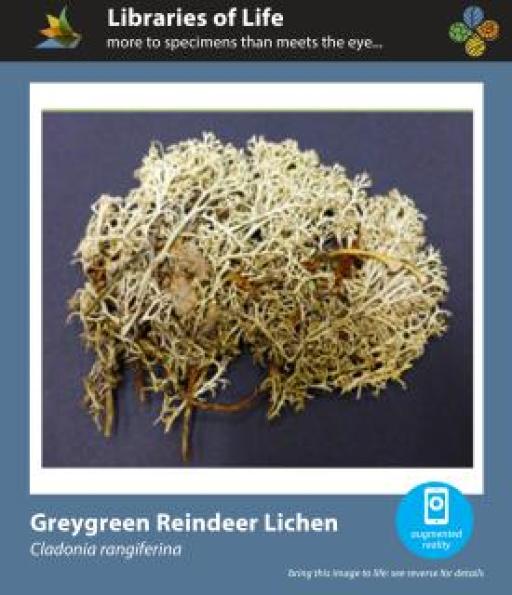 Libraries of Life
more to specimens than meets the eye...
Greygreen Reindeer Lichen
Cladonia rangiferina
augmented
reality
bring this image to life: see reverse for details